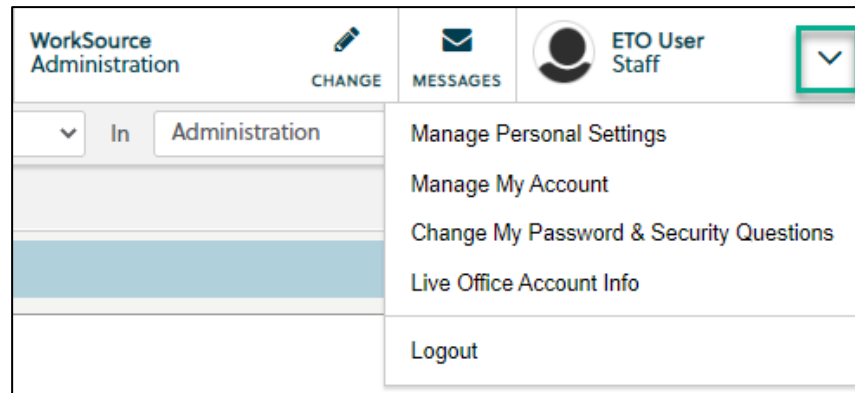 WorkSource
Administration
CHANGE
MESSAGES
ETO User
Staff
In
Administration
Manage Personal Settings
Manage My Account
Change My Password & Security Questions
Live Office Account Info
Logout